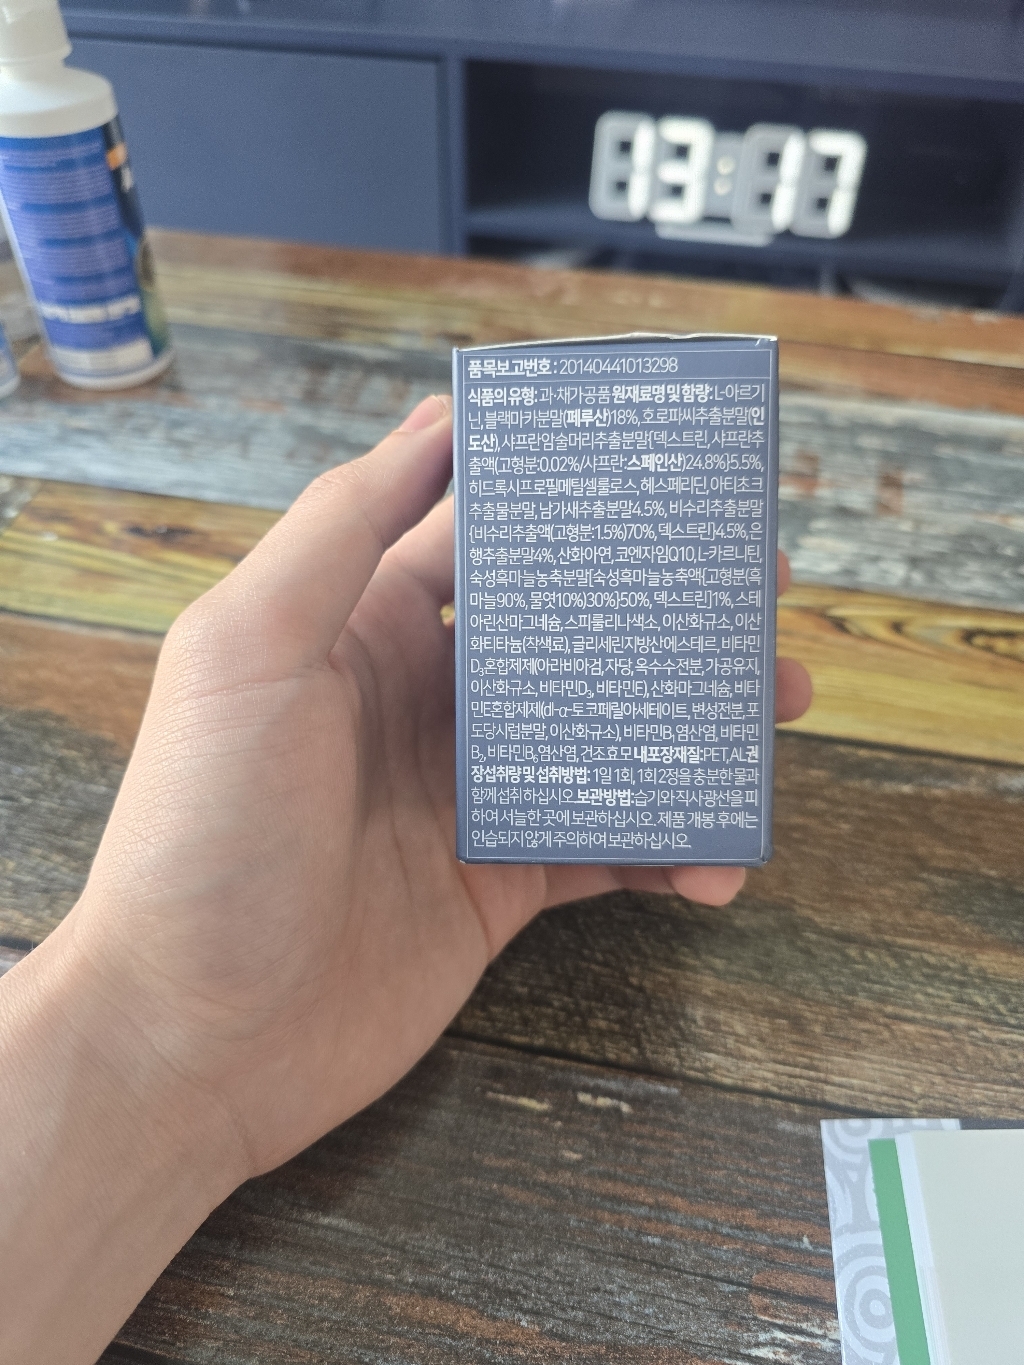 13:17
품목보고번호: 20140441013298
식품의 유형: 과·채가공품 원재료명 및 함량: L-아르기
닌, 블랙마카분말(페루산)18%, 호로파씨추출분말(인
도산), 샤프란암술머리추출분말{덱스트린, 샤프란추
출액(고형분:0.02%/샤프란:스페인산)24.8%}5.5%,
히드록시프로필메틸셀룰로스, 헤스페리딘, 아티초크
추출물분말, 남가새추출분말4.5%, 비수리추출분말
{비수리추출액(고형분:1.5%)70%, 덱스트린}4.5%, 은
행추출분말4%, 산화아연, 코엔자임Q10, L-카르니틴,
숙성흑마늘농축분말[숙성흑마늘농축액{고형분(흑
마늘90%, 물엿10%)30%}50%, 덱스트린]1%, 스테
아린산마그네슘, 스피룰리나색소, 이산화규소, 이산
화티타늄(착색료), 글리세린지방산에스테르, 비타민
D₃혼합제제(아라비아검, 자당, 옥수수전분, 가공유지,
이산화규소, 비타민D₃, 비타민E), 산화마그네슘, 비타
민E혼합제제(dl-α-토코페릴아세테이트, 변성전분, 포
도당시럽분말, 이산화규소), 비타민B₁염산염, 비타민
B₂, 비타민B₆염산염, 건조효모 내포장재질: PET, AL 권
장섭취량 및 섭취방법: 1일 1회, 1회 2정을 충분한 물과
함께 섭취 하십시오. 보관방법: 습기와 직사광선을 피
하여 서늘한 곳에 보관하십시오. 제품 개봉 후에는
인습되지 않게 주의하여 보관하십시오.